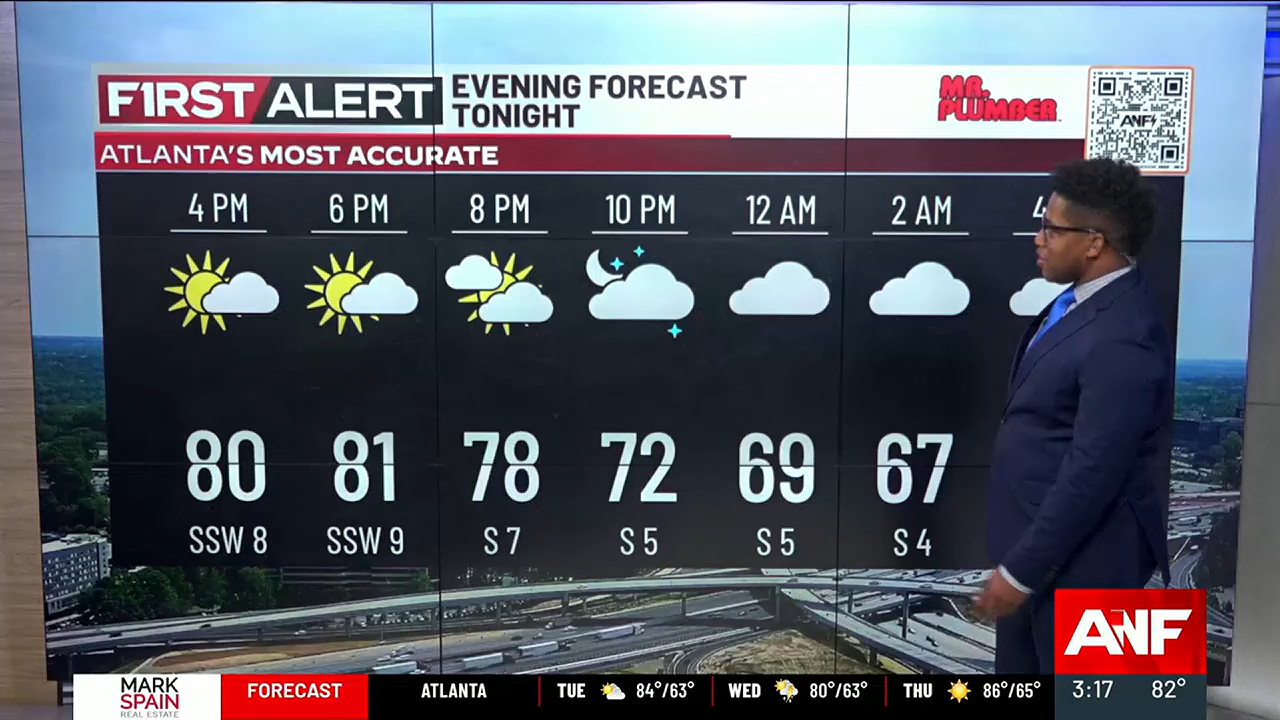 F1RST ALERT
EVENING FORECAST
TONIGHT
MR.
PLUMBER
ANF
ATLANTA'S MOST ACCURATE
4 PM 6 PM 8 PM 10 PM 12 AM 2 AM 4
80 81 78 72 69 67
SSW 8 SSW 9 S 7 S 5 S 5 S 4
ANF
MARK
SPAIN
REAL ESTATE
FORECAST ATLANTA TUE 84°/63° WED 80°/63° THU 86°/65° 3:17 82°